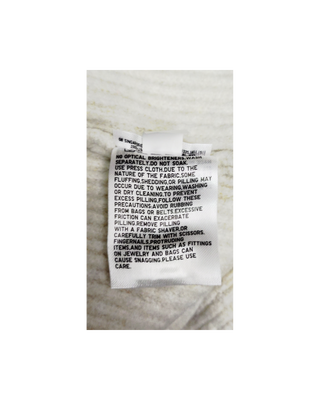 NO OPTICAL BRIGHTENERS.WASH
SEPARATELY.DO NOT SOAK.
USE PRESS CLOTH.DUE TO THE
NATURE OF THE FABRIC,SOME
FLUFFING,SHEDDING,OR PILLING MAY
OCCUR DUE TO WEARING,WASHING
OR DRY CLEANING.TO PREVENT
EXCESS PILLING,FOLLOW THESE
PRECAUTIONS.AVOID RUBBING
FROM BAGS OR BELTS.EXCESSIVE
FRICTION CAN EXACERBATE
PILLING.REMOVE PILLING
WITH A FABRIC SHAVER,OR
CAREFULLY TRIM WITH SCISSORS.
FINGERNAILS,PROTRUDING
ITEMS,AND ITEMS SUCH AS FITTINGS
ON JEWELRY AND BAGS CAN
CAUSE SNAGGING.PLEASE USE
CARE.